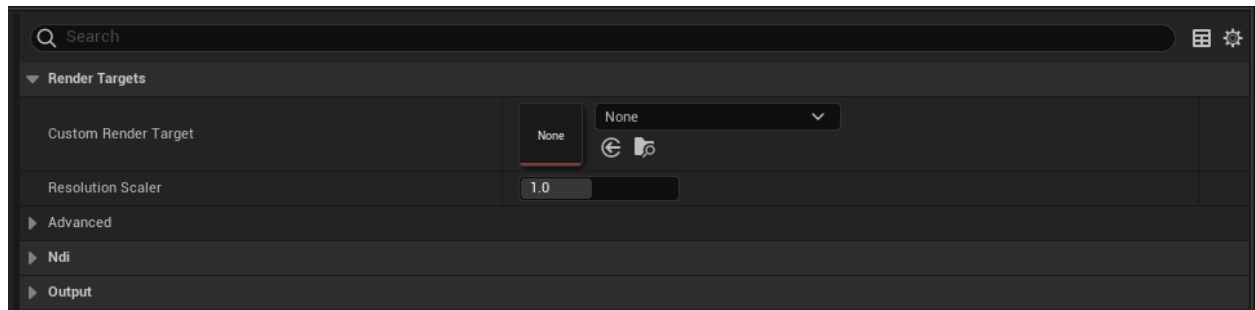 Search
Render Targets
Custom Render Target
None
None
Resolution Scaler
1.0
Advanced
Ndi
Output